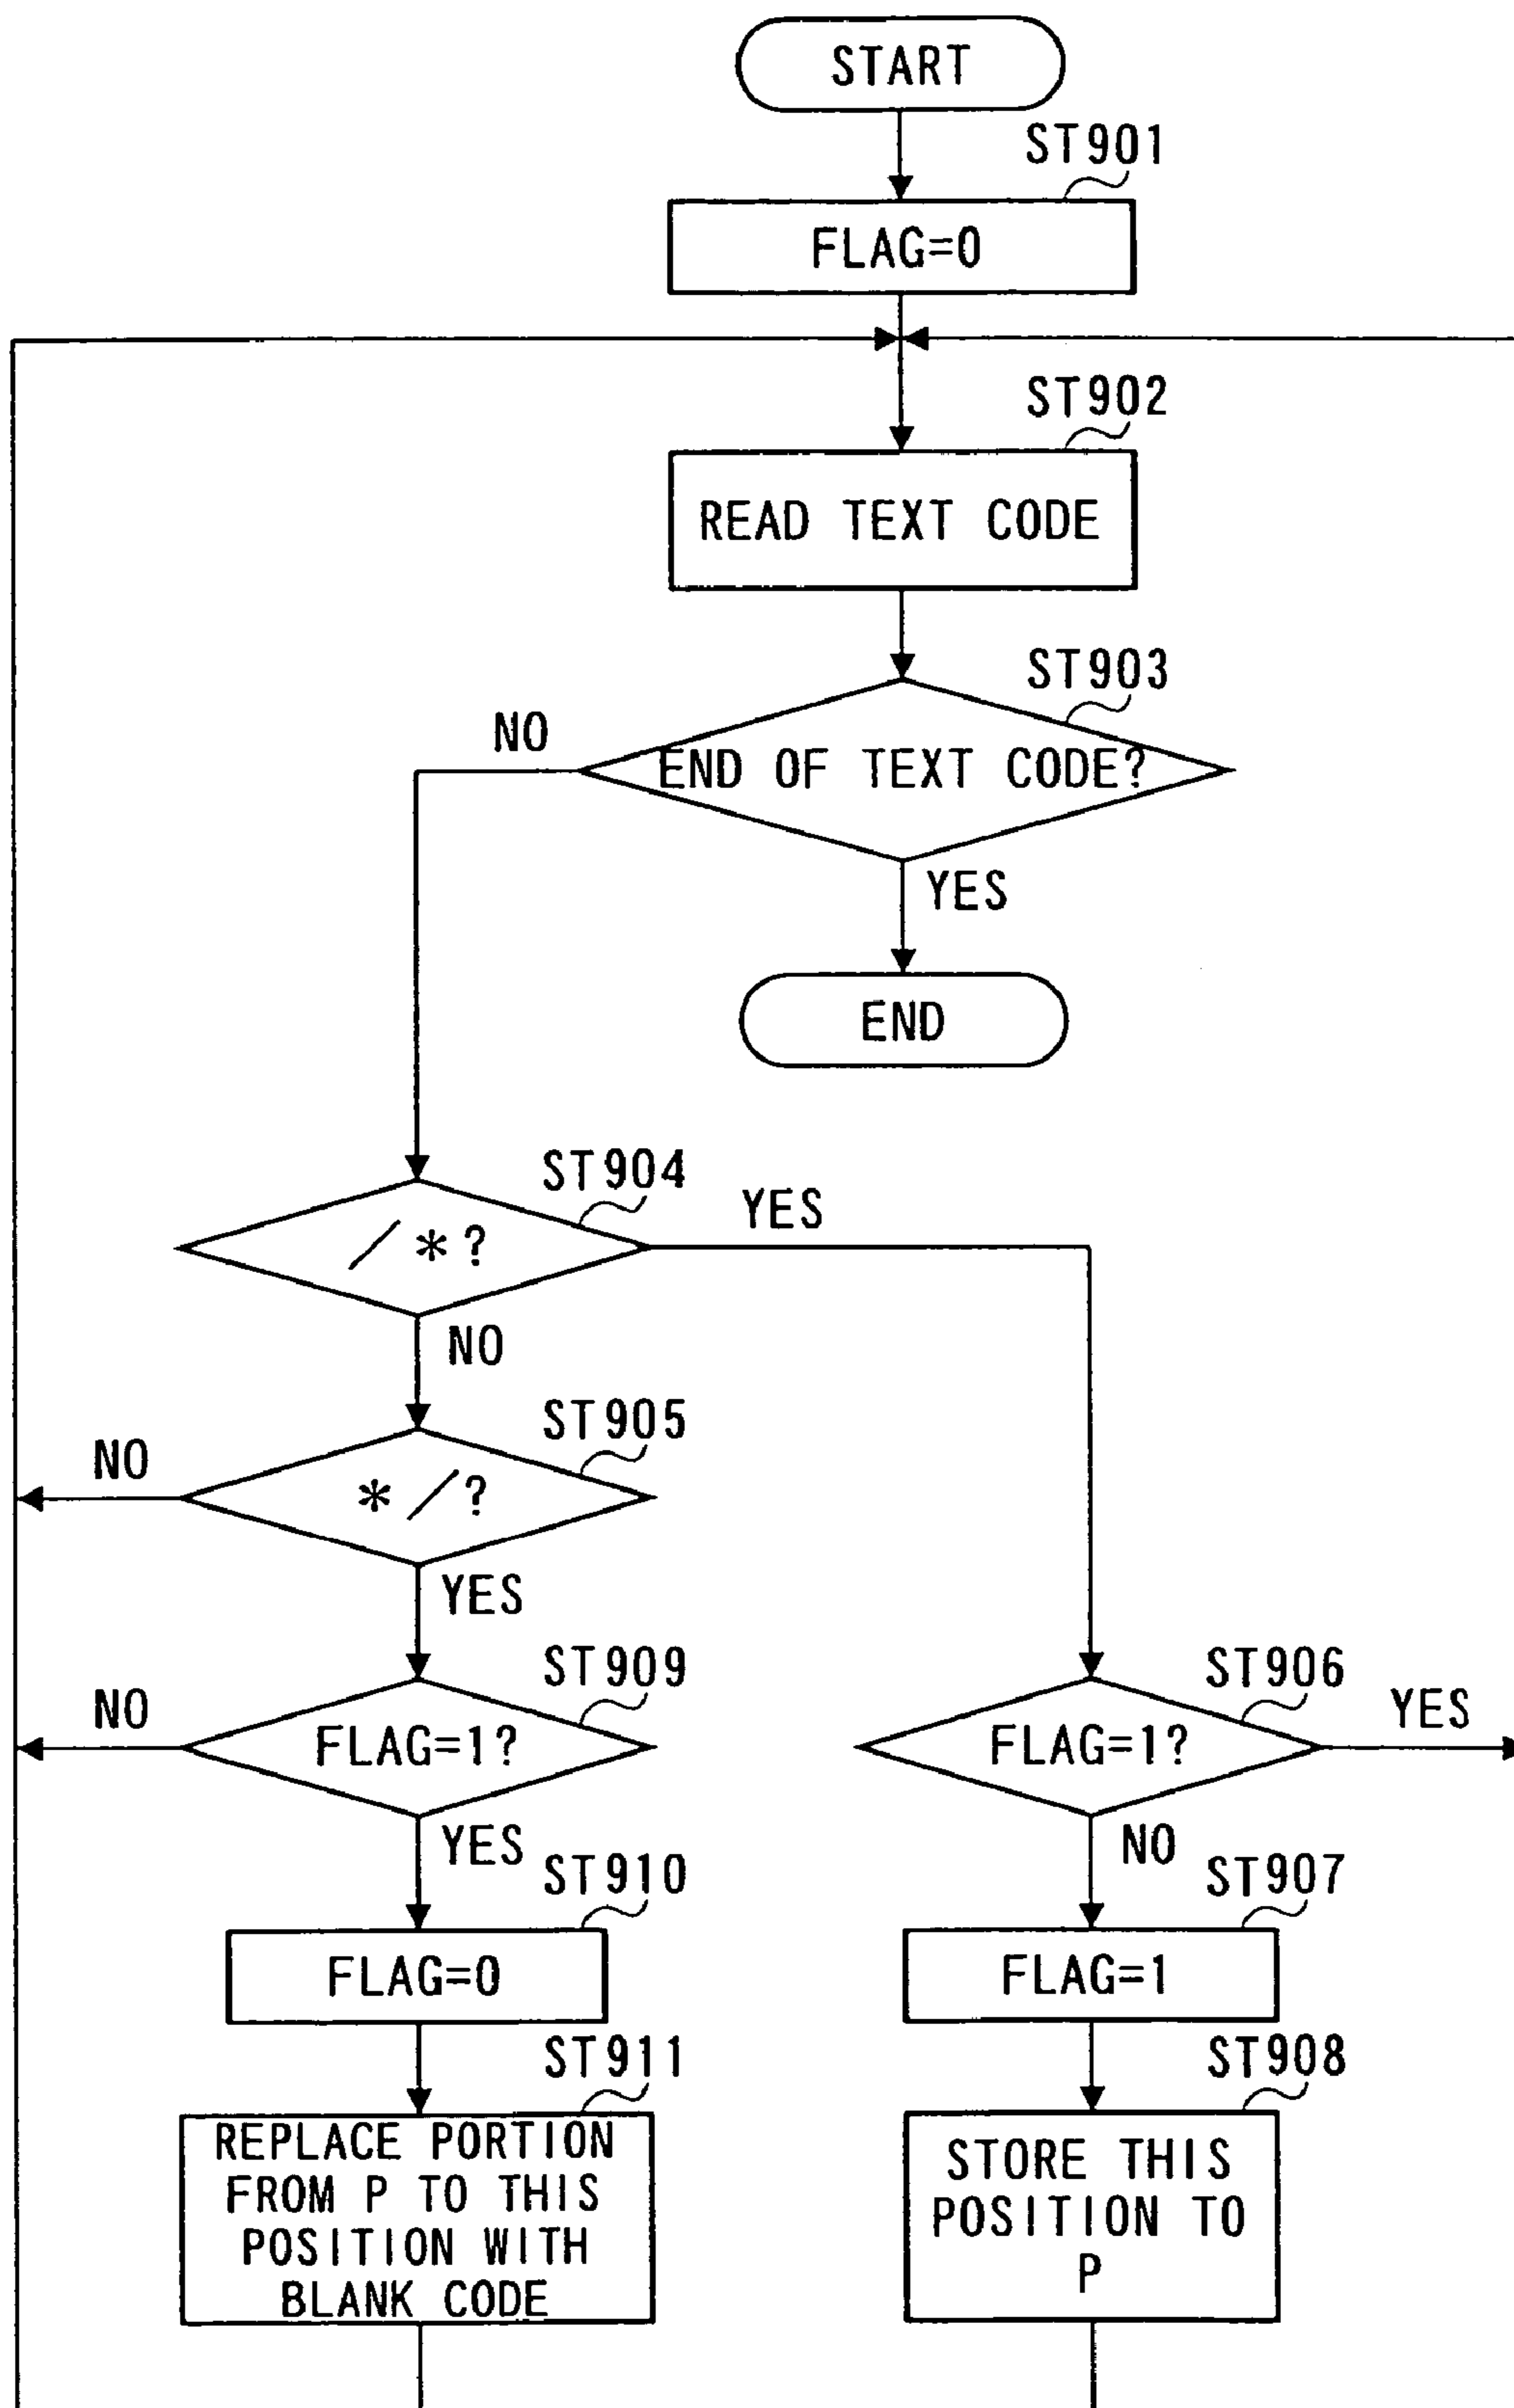 START
ST901
FLAG=0
ST902
READ TEXT CODE
ST903
NO
END OF TEXT CODE?
YES
END
ST904
YES
/*?
NO
ST905
NO
*/?
YES
ST909
NO
FLAG=1?
YES
ST906
YES
FLAG=1?
NO
ST910
FLAG=0
ST907
FLAG=1
ST911
REPLACE PORTION
FROM P TO THIS
POSITION WITH
BLANK CODE
ST908
STORE THIS
POSITION TO
P